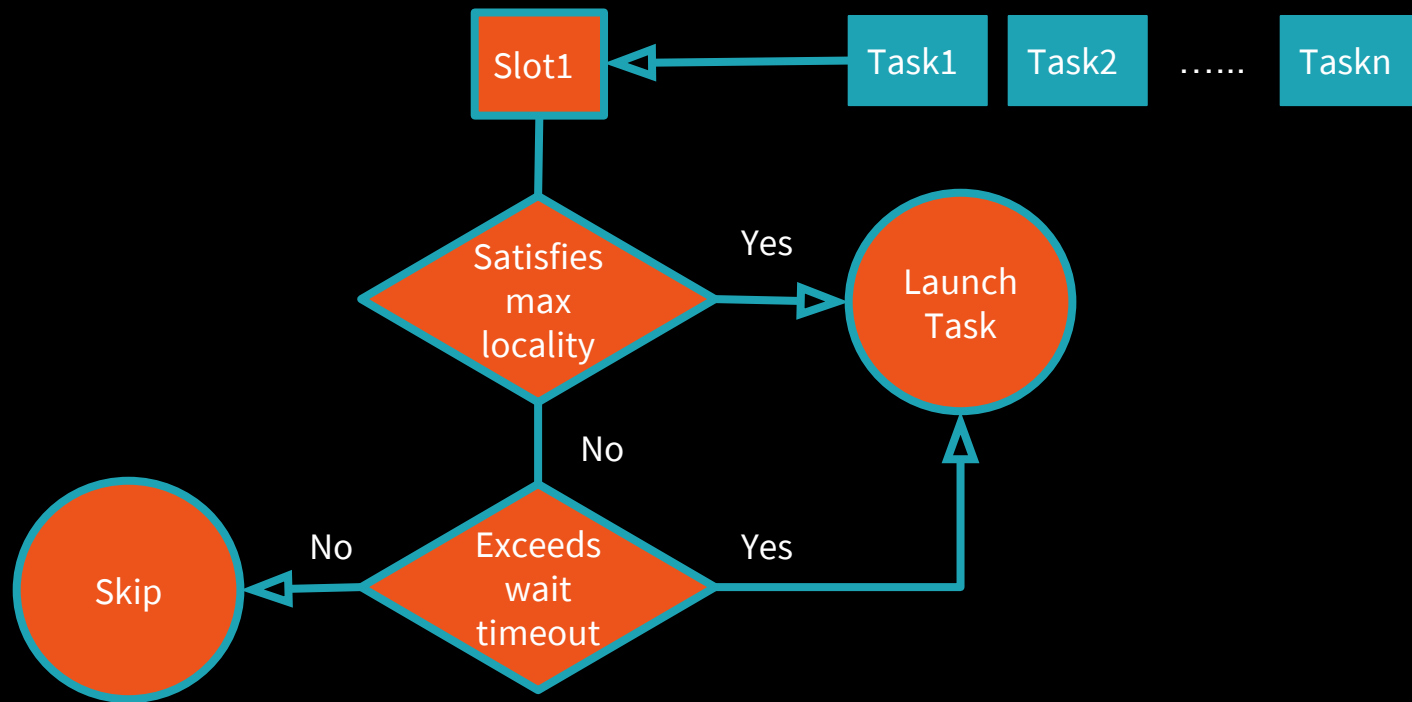 Slot1
Task1
Task2
…...
Taskn
Satisfies
max
locality
Yes
Launch
Task
No
Exceeds
wait
timeout
No
Yes
Skip